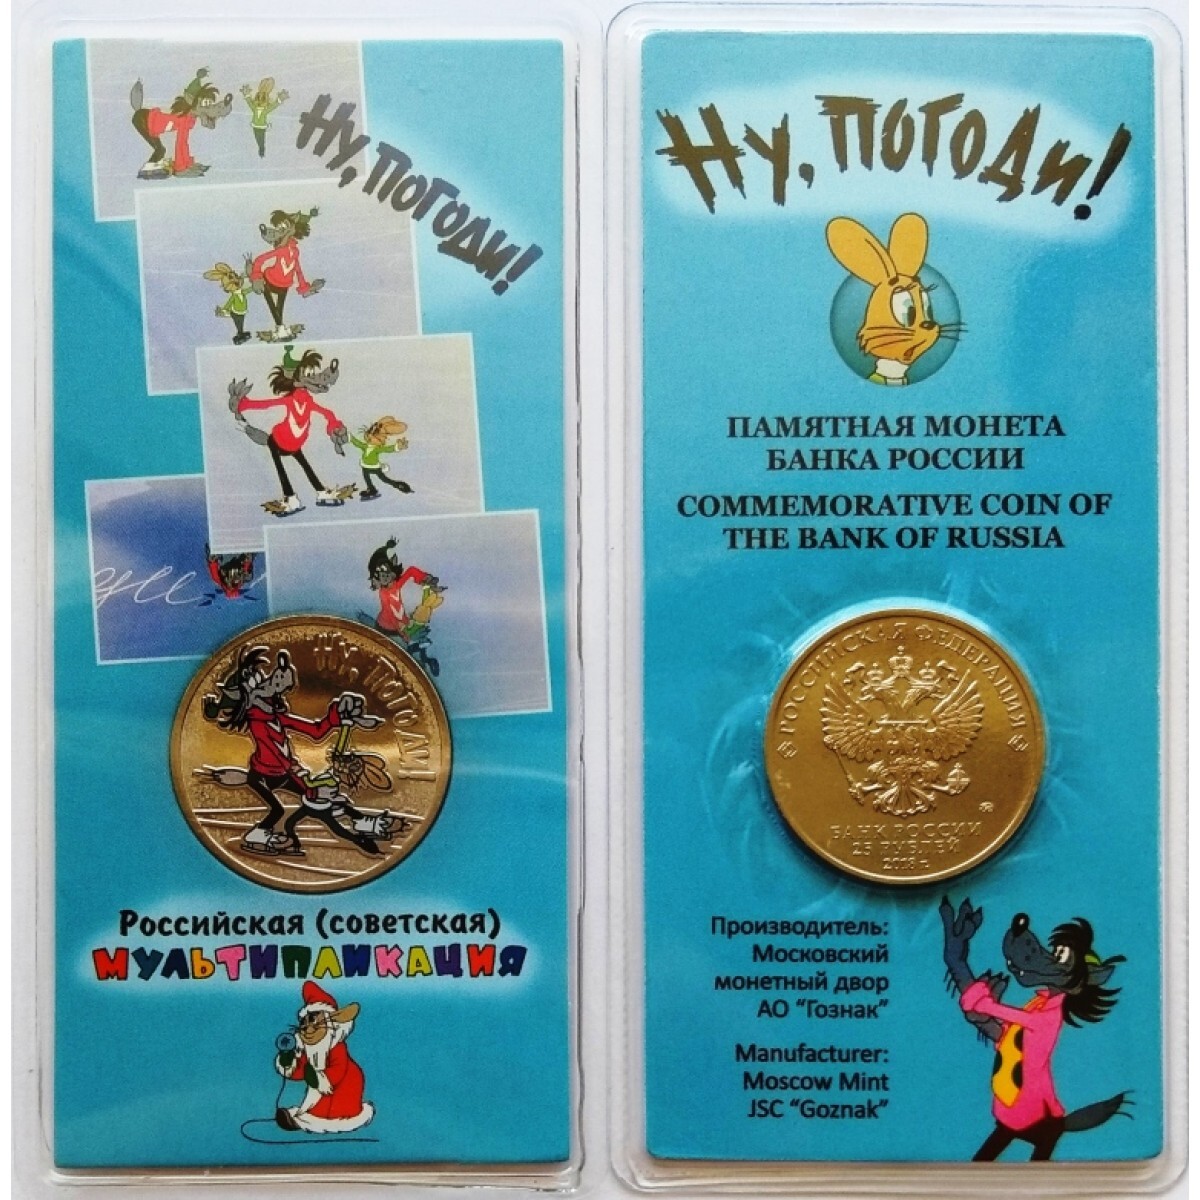 Ну, погоди!
Ну, погоди!
Российская (советская)
МУЛЬТИПЛИКАЦИЯ
Ну, погоди!
ПАМЯТНАЯ МОНЕТА
БАНКА РОССИИ
COMMEMORATIVE COIN OF
THE BANK OF RUSSIA
РОССИЙСКАЯ ФЕДЕРАЦИЯ
БАНК РОССИИ
25 РУБЛЕЙ
2018 г.
Производитель:
Московский
монетный двор
АО "Гознак"
Manufacturer:
Moscow Mint
JSC "Goznak"